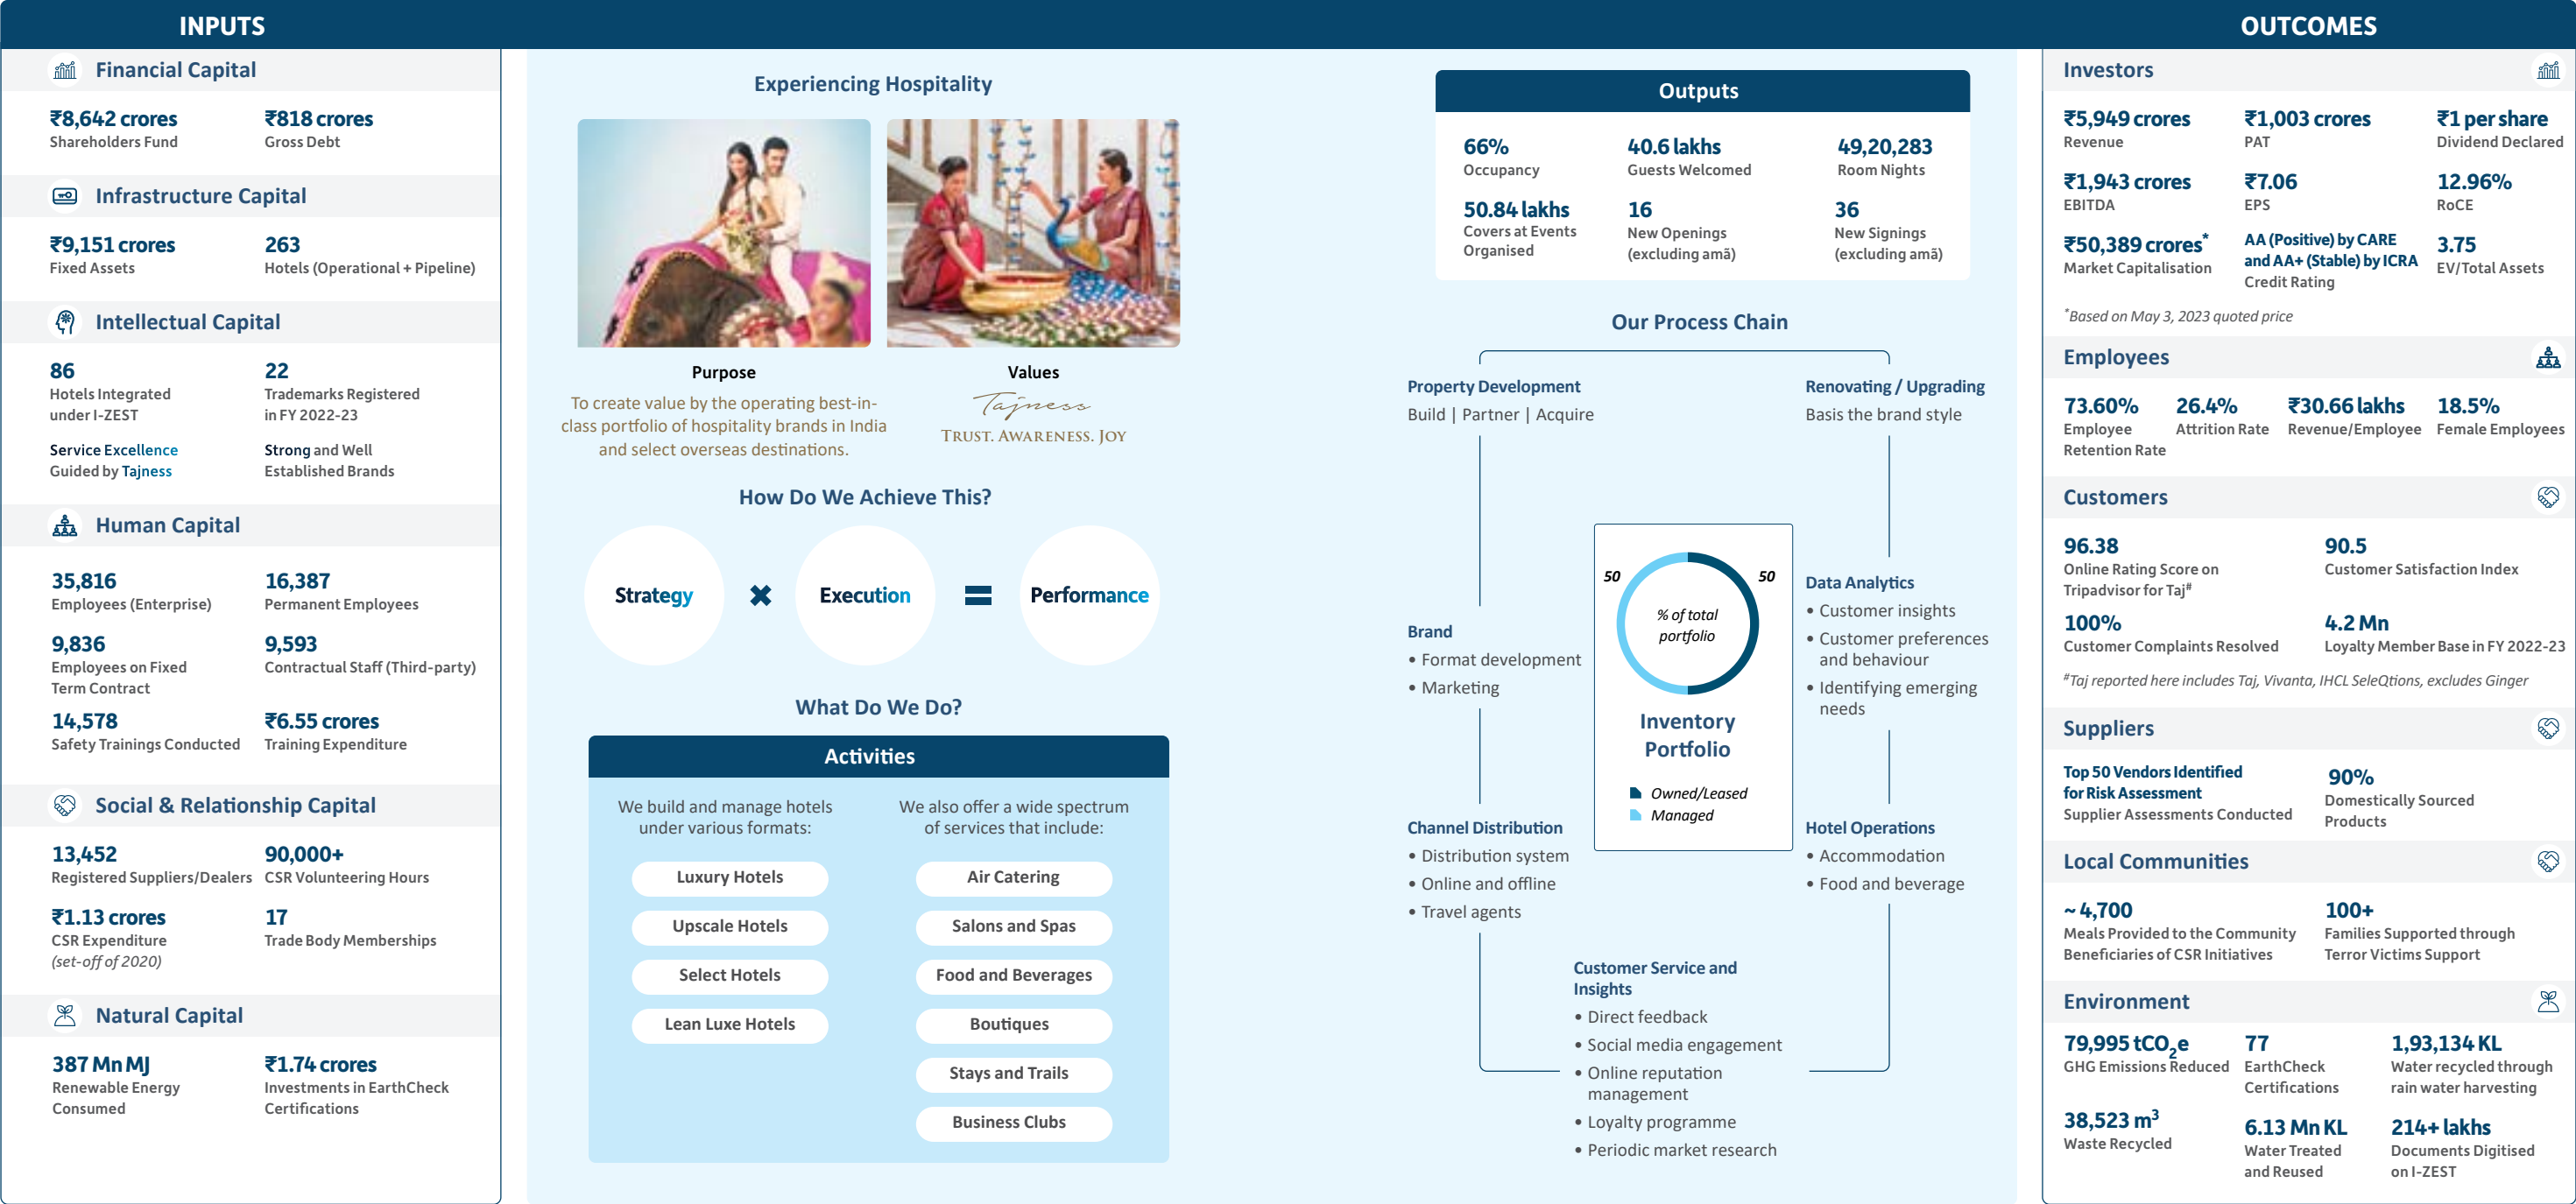 INPUTS
Financial Capital
₹8,642 crores
Shareholders Fund
₹818 crores
Gross Debt
Infrastructure Capital
₹9,151 crores
Fixed Assets
263
Hotels (Operational + Pipeline)
Intellectual Capital
86
Hotels Integrated
under I-ZEST
22
Trademarks Registered
in FY 2022-23
Service Excellence
Guided by Tajness
Strong and Well
Established Brands
Human Capital
35,816
Employees (Enterprise)
16,387
Permanent Employees
9,836
Employees on Fixed
Term Contract
9,593
Contractual Staff (Third-party)
14,578
Safety Trainings Conducted
₹6.55 crores
Training Expenditure
Social & Relationship Capital
13,452
Registered Suppliers/Dealers
90,000+
CSR Volunteering Hours
₹1.13 crores
CSR Expenditure
(set-off of 2020)
17
Trade Body Memberships
Natural Capital
387 Mn MJ
Renewable Energy
Consumed
₹1.74 crores
Investments in EarthCheck
Certifications
Experiencing Hospitality
Purpose
To create value by the operating best-in-
class portfolio of hospitality brands in India
and select overseas destinations.
Values
Tajness
TRUST. AWARENESS. JOY
How Do We Achieve This?
Strategy
✖
Execution
=
Performance
What Do We Do?
Activities
We build and manage hotels
under various formats:
Luxury Hotels
Upscale Hotels
Select Hotels
Lean Luxe Hotels
We also offer a wide spectrum
of services that include:
Air Catering
Salons and Spas
Food and Beverages
Boutiques
Stays and Trails
Business Clubs
Outputs
66%
Occupancy
40.6 lakhs
Guests Welcomed
49,20,283
Room Nights
50.84 lakhs
Covers at Events
Organised
16
New Openings
(excluding amã)
36
New Signings
(excluding amã)
Our Process Chain
Property Development
Build | Partner | Acquire
Renovating / Upgrading
Basis the brand style
Brand
• Format development
• Marketing
50
50
% of total
portfolio
Inventory
Portfolio
Owned/Leased
Managed
Data Analytics
• Customer insights
• Customer preferences
and behaviour
• Identifying emerging
needs
Channel Distribution
• Distribution system
• Online and offline
• Travel agents
Hotel Operations
• Accommodation
• Food and beverage
Customer Service and
Insights
• Direct feedback
• Social media engagement
• Online reputation
management
• Loyalty programme
• Periodic market research
OUTCOMES
Investors
₹5,949 crores
Revenue
₹1,003 crores
PAT
₹1 per share
Dividend Declared
₹1,943 crores
EBITDA
₹7.06
EPS
12.96%
RoCE
₹50,389 crores*
Market Capitalisation
AA (Positive) by CARE
and AA+ (Stable) by ICRA
Credit Rating
3.75
EV/Total Assets
*Based on May 3, 2023 quoted price
Employees
73.60%
Employee
Retention Rate
26.4%
Attrition Rate
₹30.66 lakhs
Revenue/Employee
18.5%
Female Employees
Customers
96.38
Online Rating Score on
Tripadvisor for Taj#
90.5
Customer Satisfaction Index
100%
Customer Complaints Resolved
4.2 Mn
Loyalty Member Base in FY 2022-23
#Taj reported here includes Taj, Vivanta, IHCL SeleQtions, excludes Ginger
Suppliers
Top 50 Vendors Identified
for Risk Assessment
Supplier Assessments Conducted
90%
Domestically Sourced
Products
Local Communities
~ 4,700
Meals Provided to the Community
Beneficiaries of CSR Initiatives
100+
Families Supported through
Terror Victims Support
Environment
79,995 tCO₂e
GHG Emissions Reduced
77
EarthCheck
Certifications
1,93,134 KL
Water recycled through
rain water harvesting
38,523 m³
Waste Recycled
6.13 Mn KL
Water Treated
and Reused
214+ lakhs
Documents Digitised
on I-ZEST